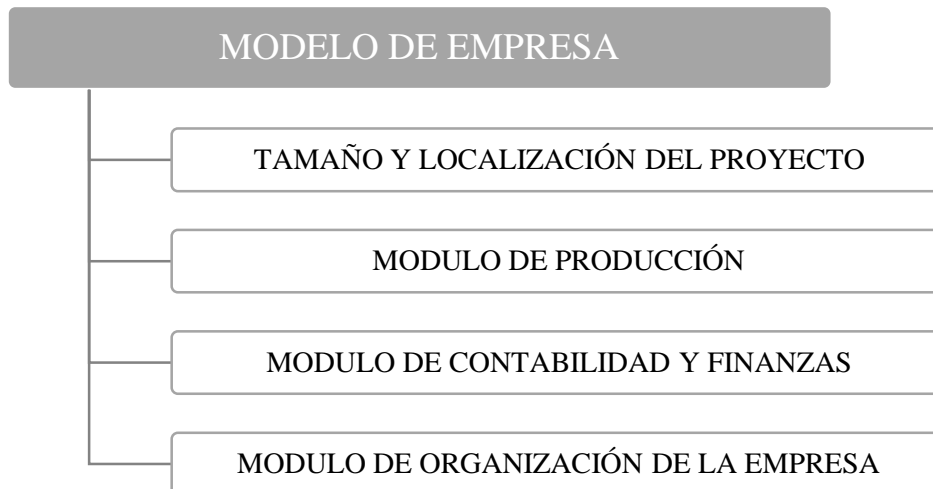 MODELO DE EMPRESA
TAMAÑO Y LOCALIZACIÓN DEL PROYECTO
MODULO DE PRODUCCIÓN
MODULO DE CONTABILIDAD Y FINANZAS
MODULO DE ORGANIZACIÓN DE LA EMPRESA